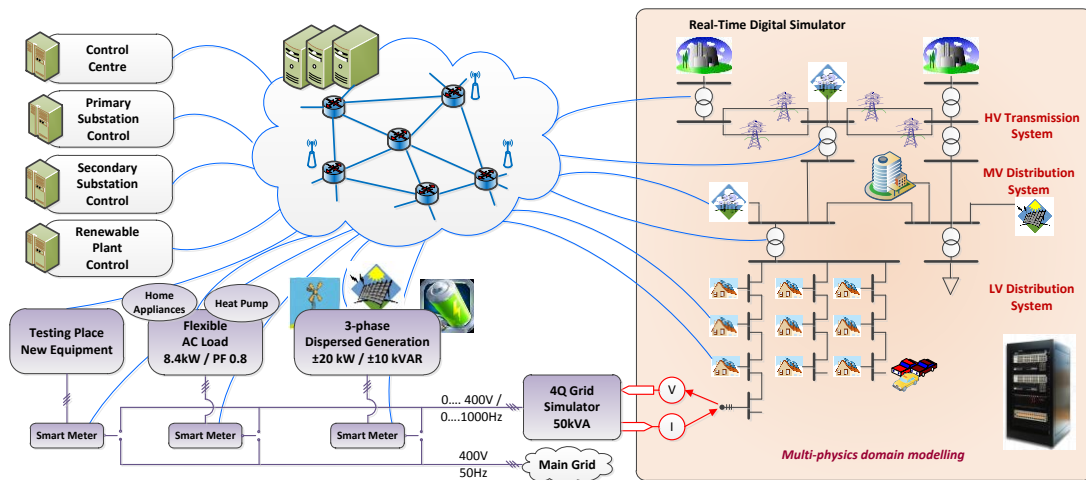 Control
Centre
Primary
Substation
Control
Secondary
Substation
Control
Renewable
Plant
Control
Real-Time Digital Simulator
HV Transmission
System
MV Distribution
System
LV Distribution
System
Home
Appliances
Heat Pump
Testing Place
New Equipment
Flexible
AC Load
8.4kW / PF 0.8
3-phase
Dispersed Generation
±20 kW / ±10 kVAR
Smart Meter
Smart Meter
Smart Meter
0.... 400V /
0....1000Hz
4Q Grid
Simulator
50kVA
V
I
400V
50Hz
Main Grid
Multi-physics domain modelling